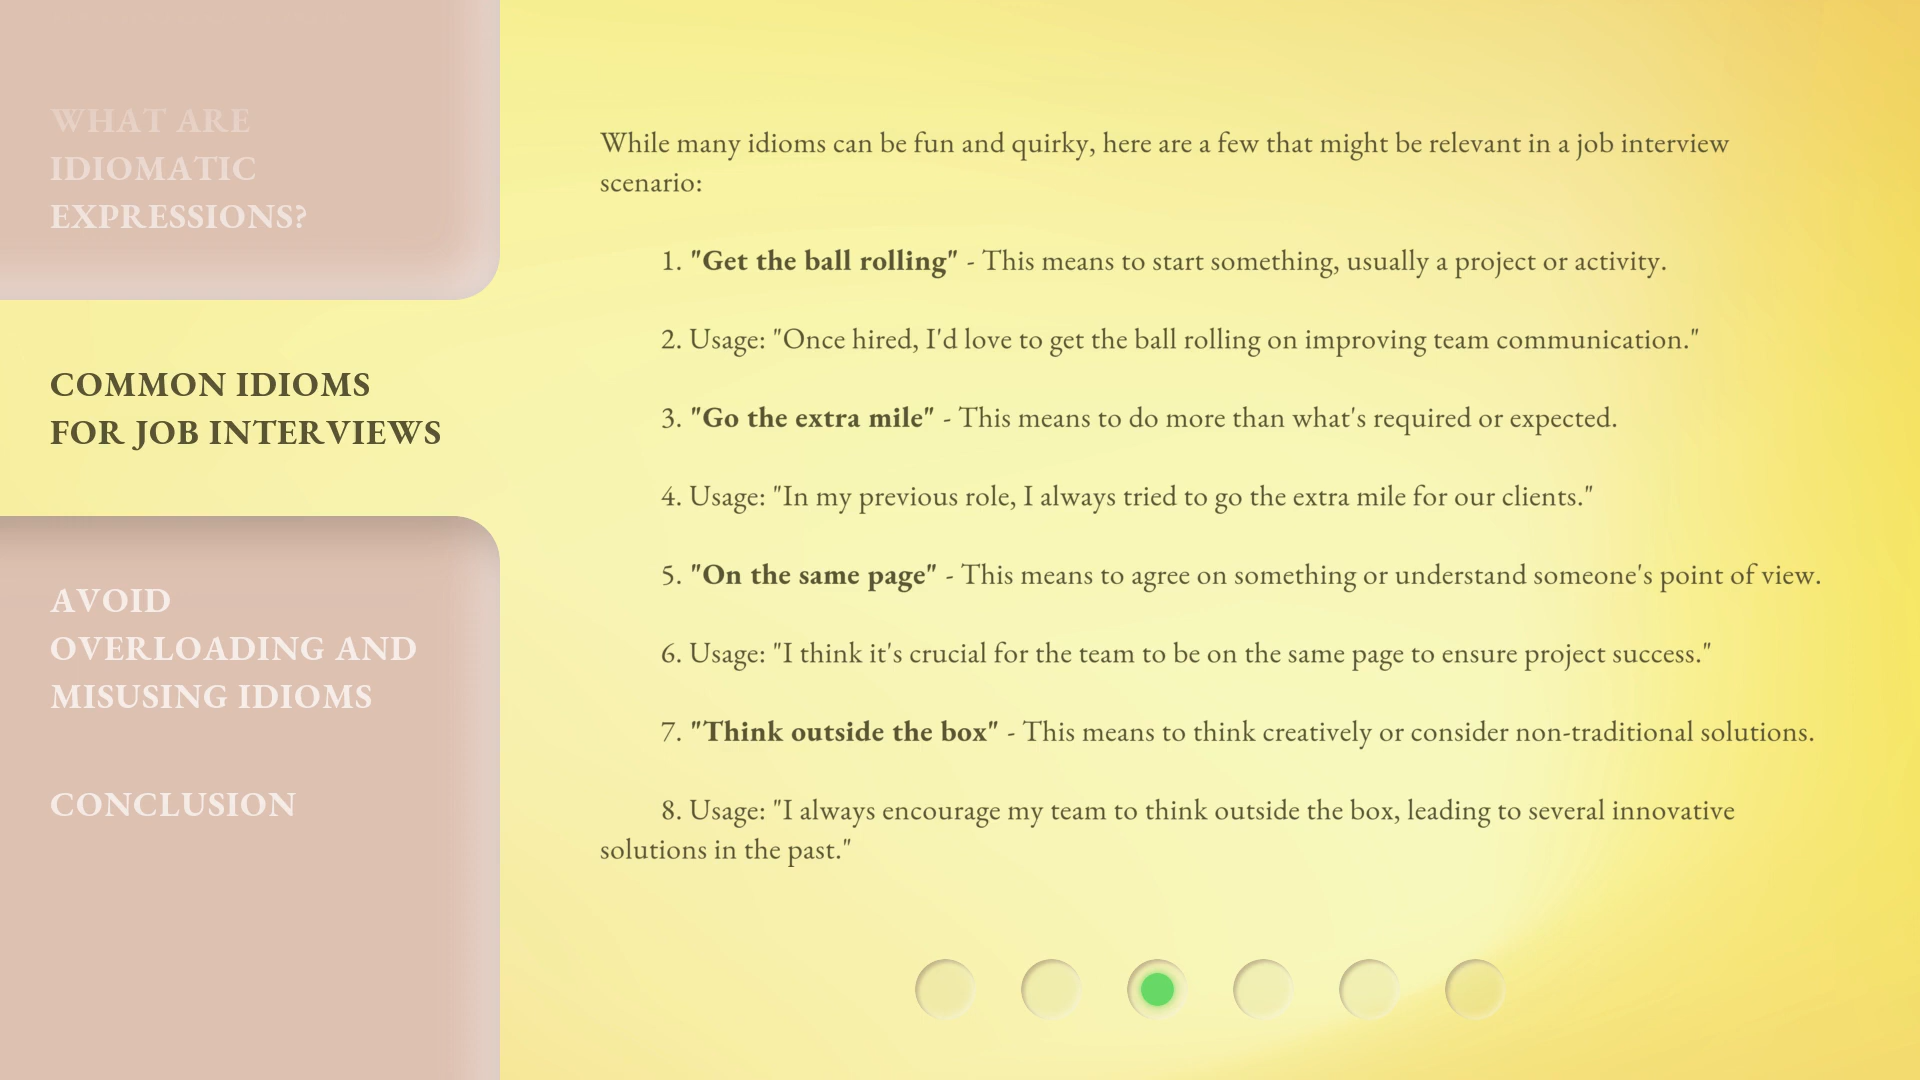 WHAT ARE
IDIOMATIC
EXPRESSIONS?
COMMON IDIOMS
FOR JOB INTERVIEWS
AVOID
OVERLOADING AND
MISUSING IDIOMS
CONCLUSION
While many idioms can be fun and quirky, here are a few that might be relevant in a job interview
scenario:
1. "Get the ball rolling" - This means to start something, usually a project or activity.
2. Usage: "Once hired, I'd love to get the ball rolling on improving team communication."
3. "Go the extra mile" - This means to do more than what's required or expected.
4. Usage: "In my previous role, I always tried to go the extra mile for our clients."
5. "On the same page" - This means to agree on something or understand someone's point of view.
6. Usage: "I think it's crucial for the team to be on the same page to ensure project success."
7. "Think outside the box" - This means to think creatively or consider non-traditional solutions.
8. Usage: "I always encourage my team to think outside the box, leading to several innovative
solutions in the past."